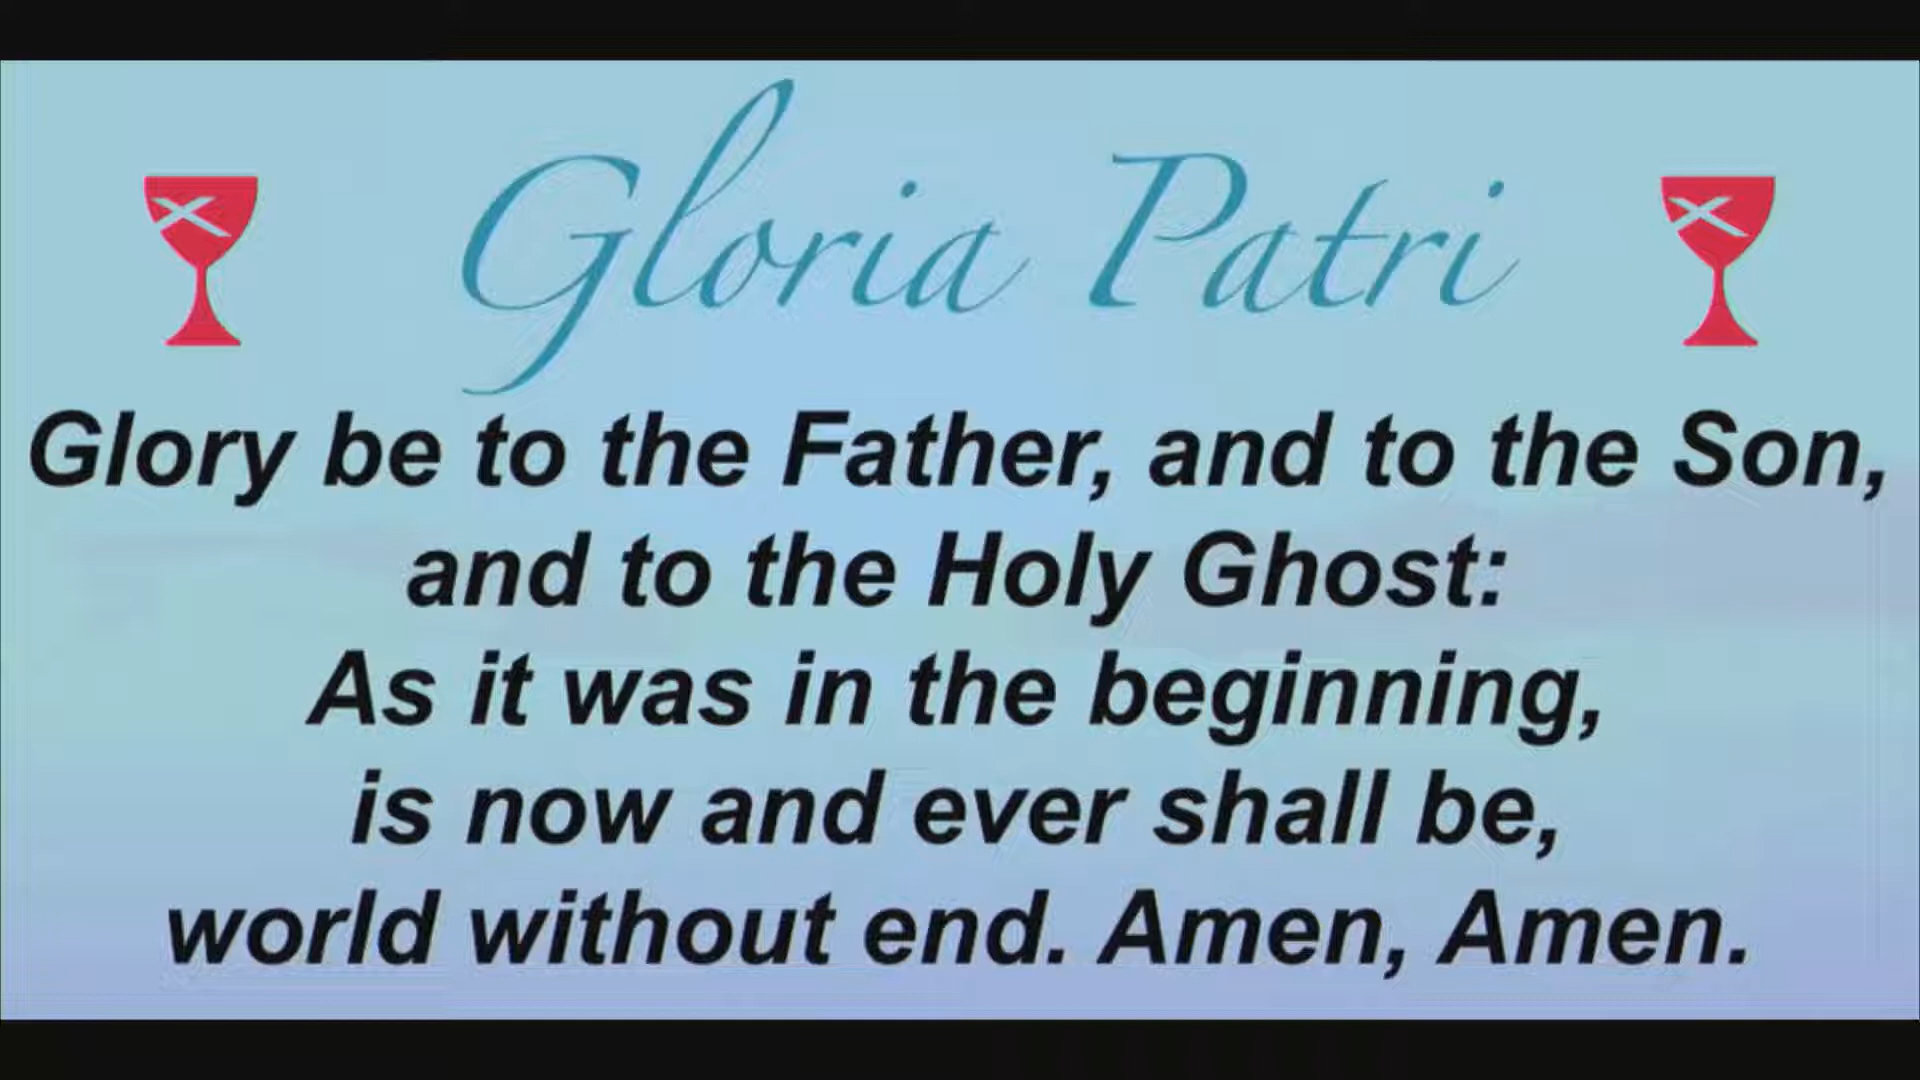 Gloria Patri
Glory be to the Father, and to the Son,
and to the Holy Ghost:
As it was in the beginning,
is now and ever shall be,
world without end. Amen, Amen.